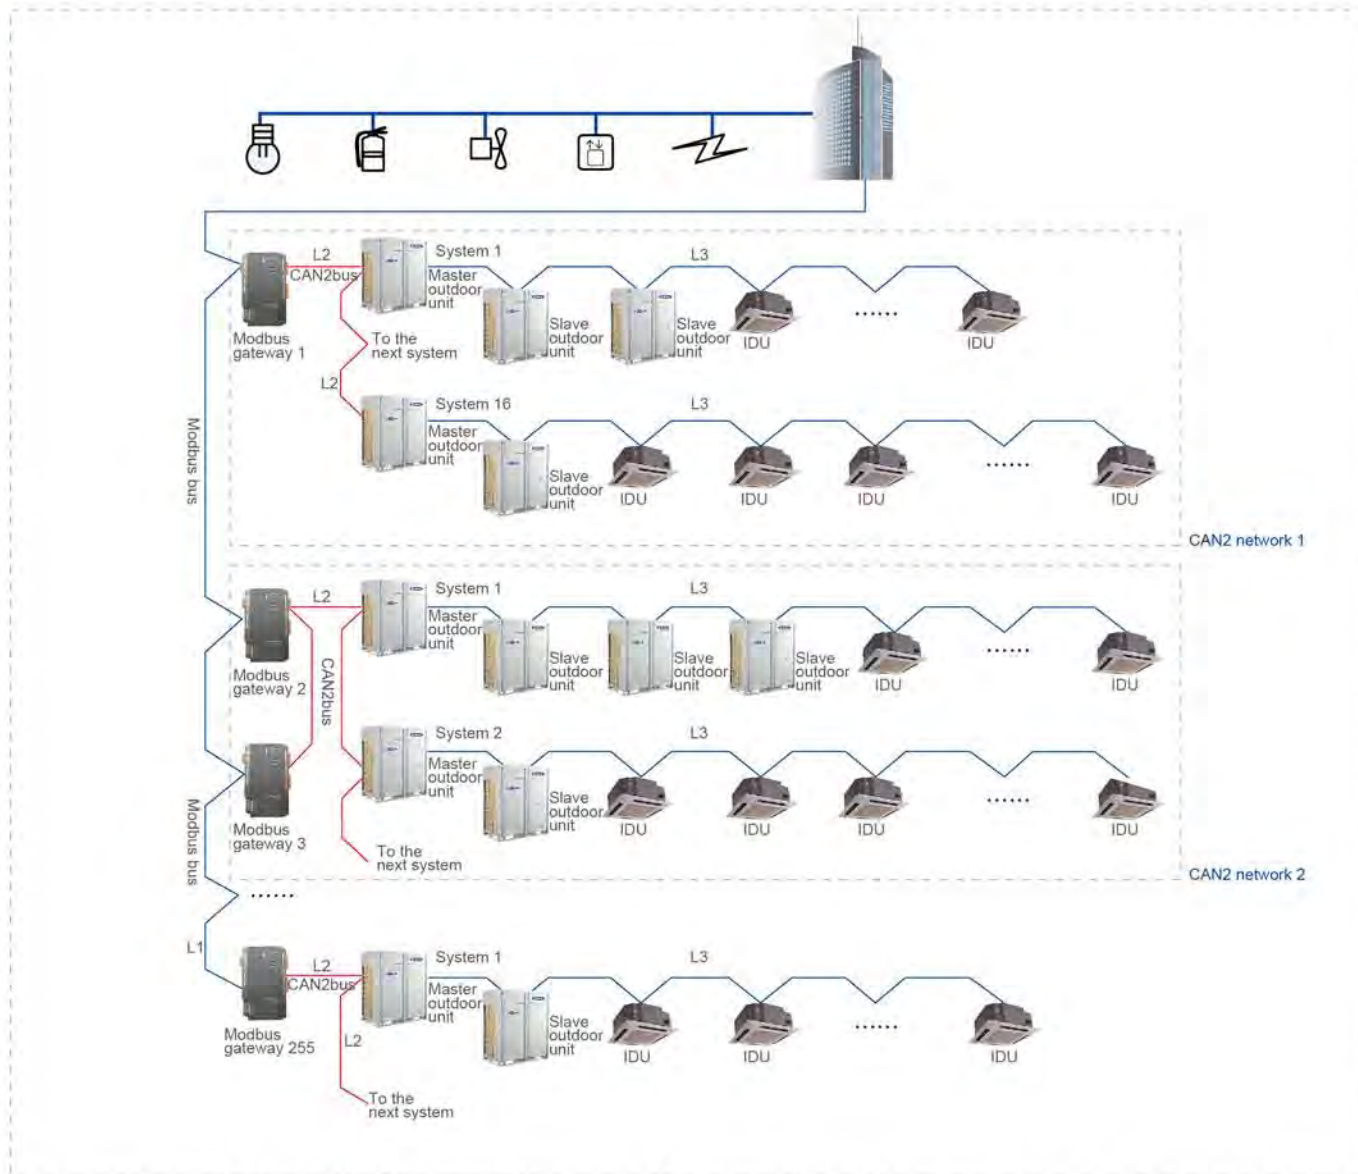 System 1
L2
CAN2bus
L3
Master
outdoor
unit
Slave
outdoor
unit
Slave
outdoor
unit
IDU
......
IDU
Modbus
gateway 1
To the
next system
L2
System 16
L3
Master
outdoor
unit
Slave
outdoor
unit
IDU
IDU
IDU
......
IDU
Modbus bus
CAN2 network 1
L2
System 1
L3
Master
outdoor
unit
Slave
outdoor
unit
Slave
outdoor
unit
Slave
outdoor
unit
IDU
......
IDU
Modbus
gateway 2
CAN2bus
System 2
L3
Master
outdoor
unit
Slave
outdoor
unit
IDU
IDU
IDU
......
IDU
Modbus
gateway 3
Modbus bus
To the
next system
CAN2 network 2
......
L1
L2
CAN2bus
System 1
L3
Master
outdoor
unit
Slave
outdoor
unit
IDU
IDU
......
IDU
Modbus
gateway 255
L2
To the
next system